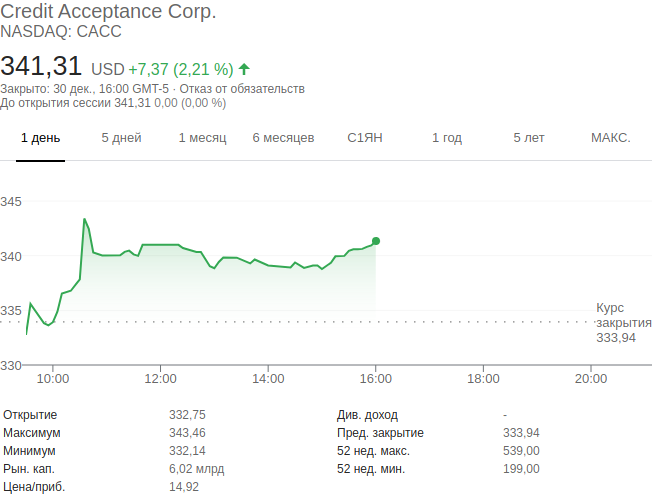 Credit Acceptance Corp.
NASDAQ: CACC
341,31 USD +7,37 (2,21 %)
Закрыто: 30 дек., 16:00 GMT-5 · Отказ от обязательств
До открытия сессии 341,31 0,00 (0,00 %)
1 день 5 дней 1 месяц 6 месяцев С1ЯН 1 год 5 лет МАКС.
345
340
335
330
Курс
закрытия
333,94
10:00 12:00 14:00 16:00 18:00 20:00
Открытие 332,75 Див. доход -
Максимум 343,46 Пред. закрытие 333,94
Минимум 332,14 52 нед. макс. 539,00
Рын. кап. 6,02 млрд 52 нед. мин. 199,00
Цена/приб. 14,92